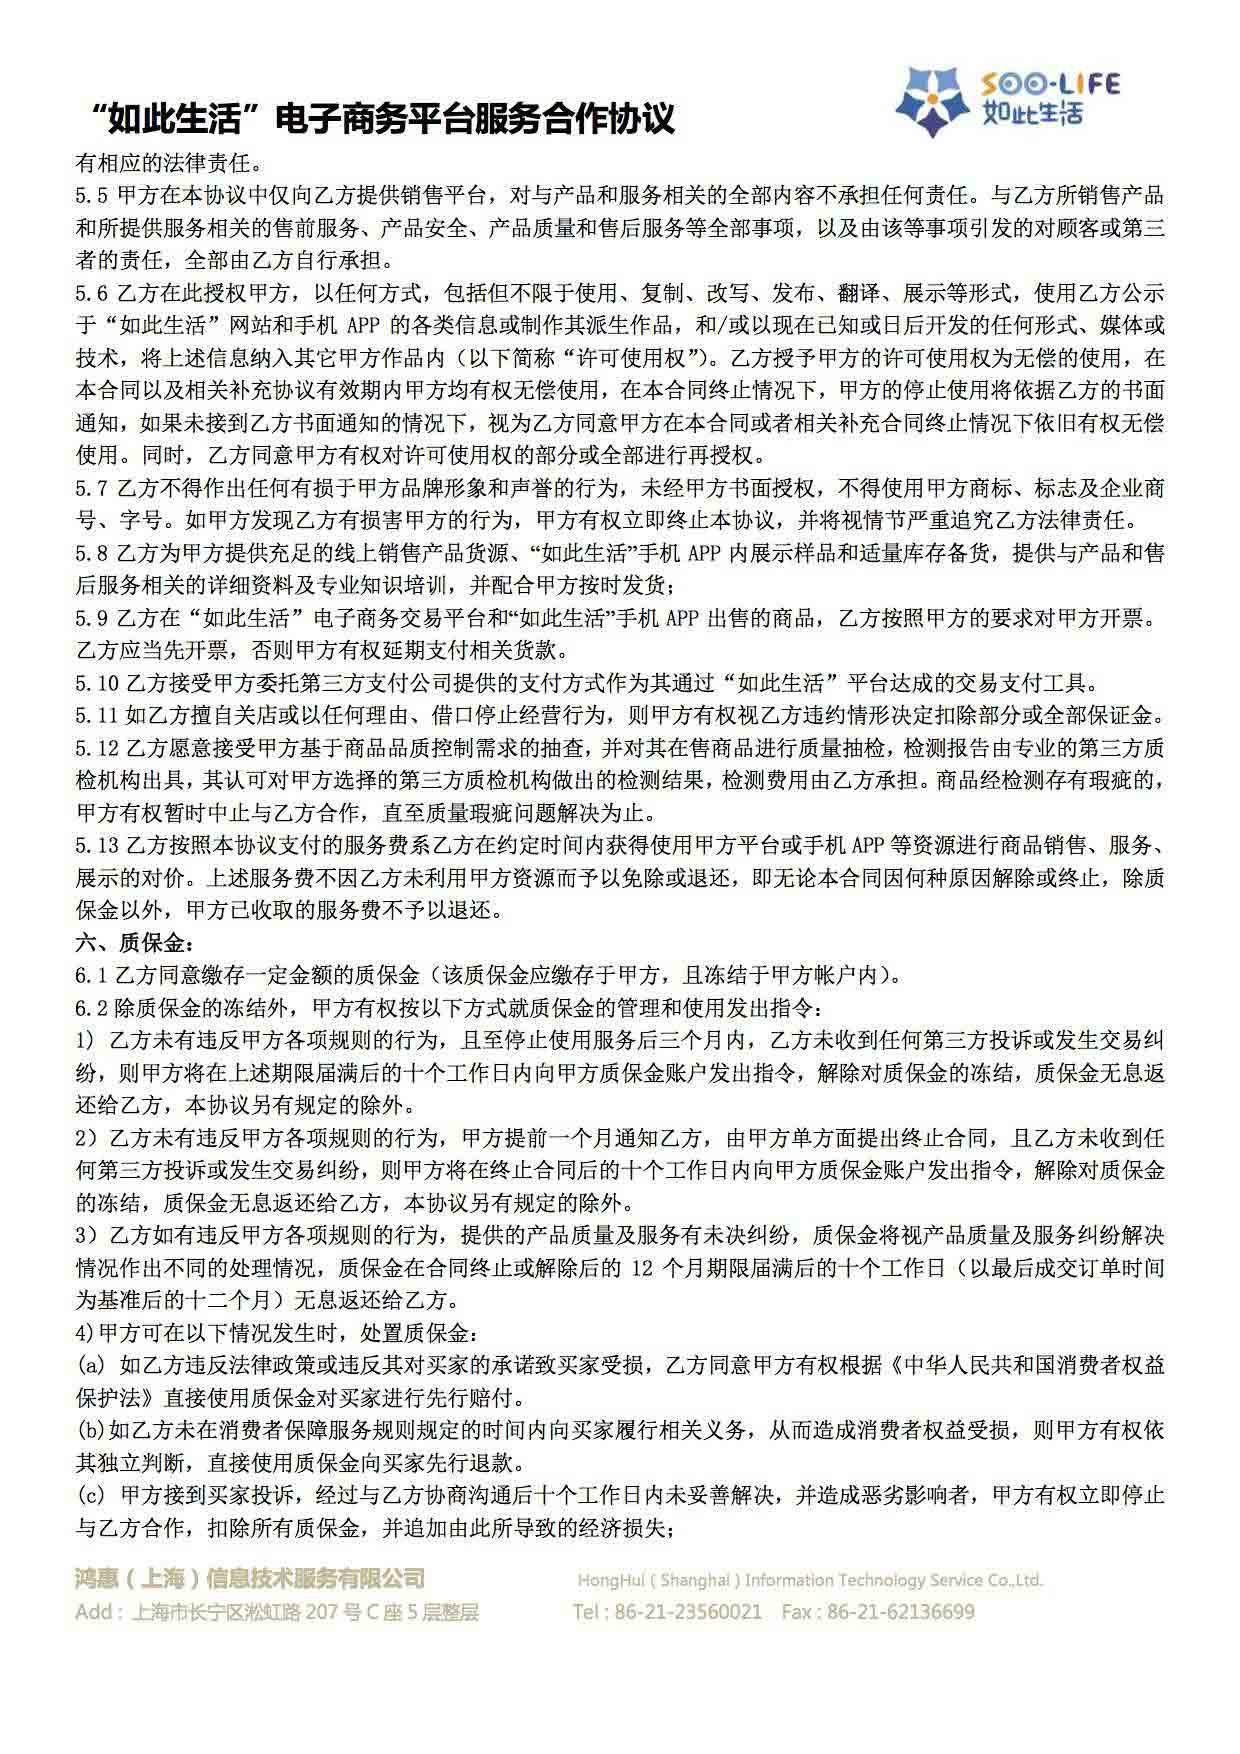 “如此生活”电子商务平台服务合作协议
SOO-LIFE
如此生活
有相应的法律责任。
5.5 甲方在本协议中仅向乙方提供销售平台，对与产品和服务相关的全部内容不承担任何责任。与乙方所销售产品
和所提供服务相关的售前服务、产品安全、产品质量和售后服务等全部事项，以及由该等事项引发的对顾客或第三
者的责任，全部由乙方自行承担。
5.6 乙方在此授权甲方，以任何方式，包括但不限于使用、复制、改写、发布、翻译、展示等形式，使用乙方公示
于“如此生活”网站和手机 APP 的各类信息或制作其派生作品，和/或以现在已知或日后开发的任何形式、媒体或
技术，将上述信息纳入其它甲方作品内（以下简称“许可使用权”）。乙方授予甲方的许可使用权为无偿的使用，在
本合同以及相关补充协议有效期内甲方均有权无偿使用，在本合同终止情况下，甲方的停止使用将依据乙方的书面
通知，如果未接到乙方书面通知的情况下，视为乙方同意甲方在本合同或者相关补充合同终止情况下依旧有权无偿
使用。同时，乙方同意甲方有权对许可使用权的部分或全部进行再授权。
5.7 乙方不得作出任何有损于甲方品牌形象和声誉的行为，未经甲方书面授权，不得使用甲方商标、标志及企业商
号、字号。如甲方发现乙方有损害甲方的行为，甲方有权立即终止本协议，并将视情节严重追究乙方法律责任。
5.8 乙方为甲方提供充足的线上销售产品货源、“如此生活”手机 APP 内展示样品和适量库存备货，提供与产品和售
后服务相关的详细资料及专业知识培训，并配合甲方按时发货；
5.9 乙方在“如此生活”电子商务交易平台和“如此生活”手机 APP 出售的商品，乙方按照甲方的要求对甲方开票。
乙方应当先开票，否则甲方有权延期支付相关货款。
5.10 乙方接受甲方委托第三方支付公司提供的支付方式作为其通过“如此生活”平台达成的交易支付工具。
5.11 如乙方擅自关店或以任何理由、借口停止经营行为，则甲方有权视乙方违约情形决定扣除部分或全部保证金。
5.12 乙方愿意接受甲方基于商品品质控制需求的抽查，并对其在售商品进行质量抽检，检测报告由专业的第三方质
检机构出具，其认可对甲方选择的第三方质检机构做出的检测结果，检测费用由乙方承担。商品经检测存有瑕疵的，
甲方有权暂时中止与乙方合作，直至质量瑕疵问题解决为止。
5.13 乙方按照本协议支付的服务费系乙方在约定时间内获得使用甲方平台或手机 APP 等资源进行商品销售、服务、
展示的对价。上述服务费不因乙方未利用甲方资源而予以免除或退还，即无论本合同因何种原因解除或终止，除质
保金以外，甲方已收取的服务费不予以退还。
六、质保金：
6.1 乙方同意缴存一定金额的质保金（该质保金应缴存于甲方，且冻结于甲方帐户内）。
6.2 除质保金的冻结外，甲方有权按以下方式就质保金的管理和使用发出指令：
1) 乙方未有违反甲方各项规则的行为，且至停止使用服务后三个月内，乙方未收到任何第三方投诉或发生交易纠
纷，则甲方将在上述期限届满后的十个工作日内向甲方质保金账户发出指令，解除对质保金的冻结，质保金无息返
还给乙方，本协议另有规定的除外。
2）乙方未有违反甲方各项规则的行为，甲方提前一个月通知乙方，由甲方单方面提出终止合同，且乙方未收到任
何第三方投诉或发生交易纠纷，则甲方将在终止合同后的十个工作日内向甲方质保金账户发出指令，解除对质保金
的冻结，质保金无息返还给乙方，本协议另有规定的除外。
3）乙方如有违反甲方各项规则的行为，提供的产品质量及服务有未决纠纷，质保金将视产品质量及服务纠纷解决
情况作出不同的处理情况，质保金在合同终止或解除后的 12 个月期限届满后的十个工作日（以最后成交订单时间
为基准后的十二个月）无息返还给乙方。
4)甲方可在以下情况发生时，处置质保金：
(a) 如乙方违反法律政策或违反其对买家的承诺致买家受损，乙方同意甲方有权根据《中华人民共和国消费者权益
保护法》直接使用质保金对买家进行先行赔付。
(b)如乙方未在消费者保障服务规则规定的时间内向买家履行相关义务，从而造成消费者权益受损，则甲方有权依
其独立判断，直接使用质保金向买家先行退款。
(c) 甲方接到买家投诉，经过与乙方协商沟通后十个工作日内未妥善解决，并造成恶劣影响者，甲方有权立即停止
与乙方合作，扣除所有质保金，并追加由此所导致的经济损失；
鸿惠（上海）信息技术服务有限公司 HongHui ( Shanghai ) Information Technology Service Co.,Ltd.
Add : 上海市长宁区淞虹路 207 号 C 座 5 层整层 Tel : 86-21-23560021 Fax : 86-21-62136699